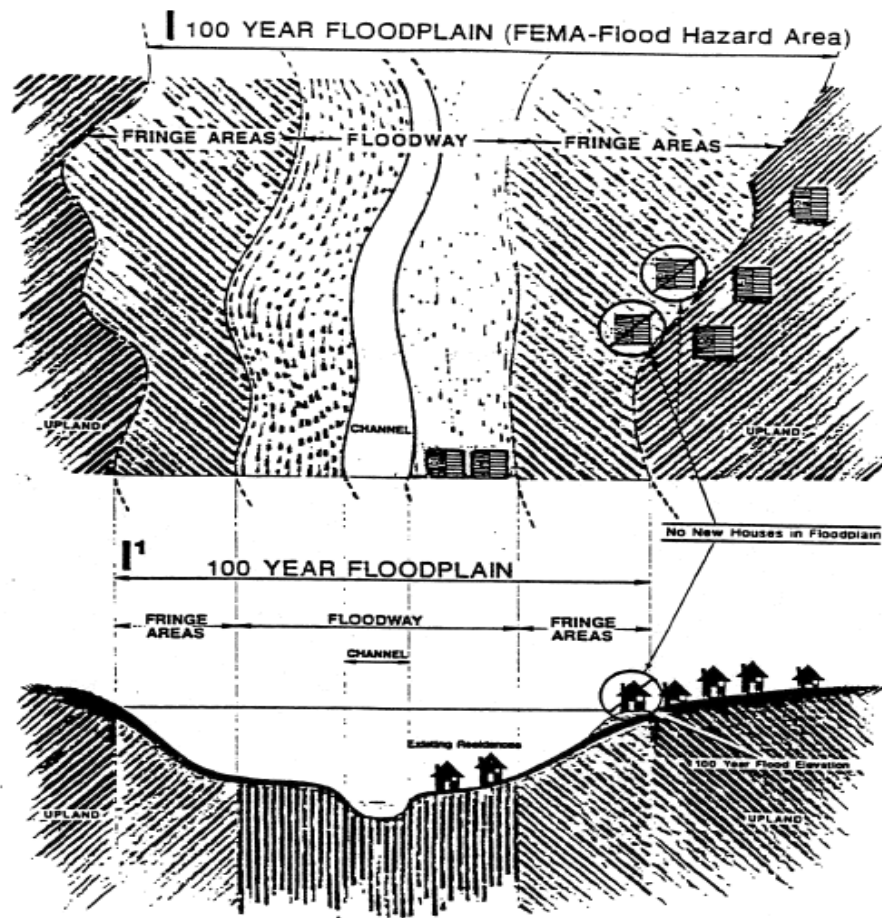 100 YEAR FLOODPLAIN (FEMA-Flood Hazard Area)
FRINGE AREAS
FLOODWAY
FRINGE AREAS
UPLAND
CHANNEL
UPLAND
No New Houses in Floodplain
1
100 YEAR FLOODPLAIN
FRINGE
AREAS
FLOODWAY
FRINGE
AREAS
CHANNEL
Existing Residences
100 Year Flood Elevation
UPLAND
UPLAND